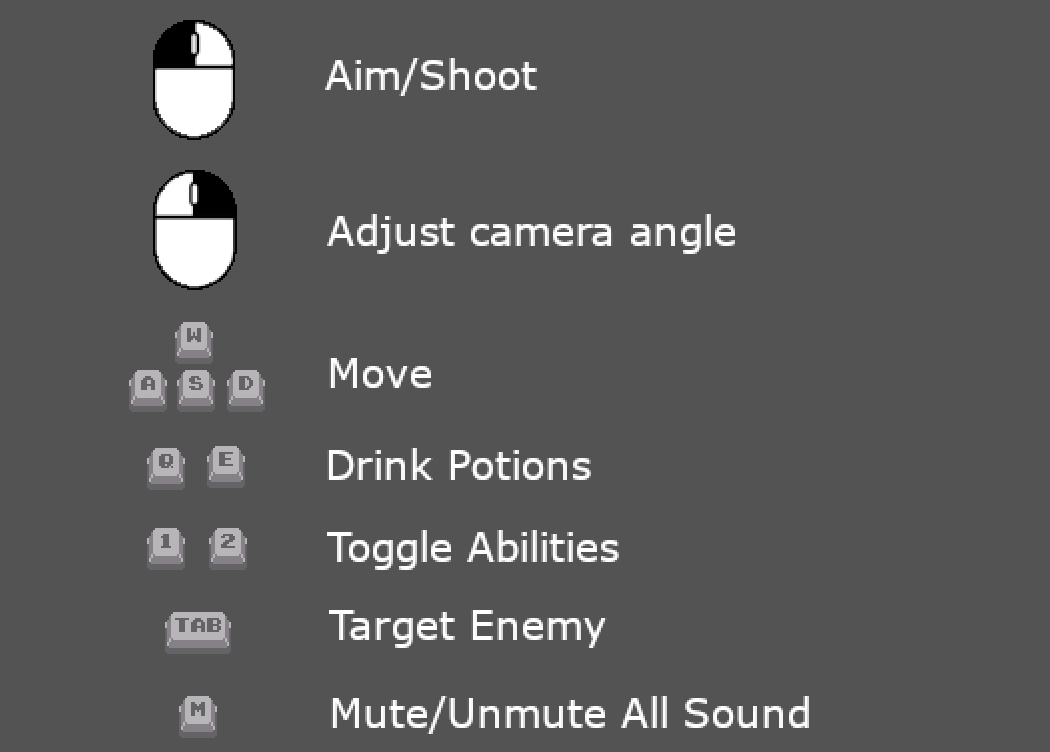 Aim/Shoot
Adjust camera angle
W
A S D
Move
Q E
Drink Potions
1 2
Toggle Abilities
TAB
Target Enemy
M
Mute/Unmute All Sound